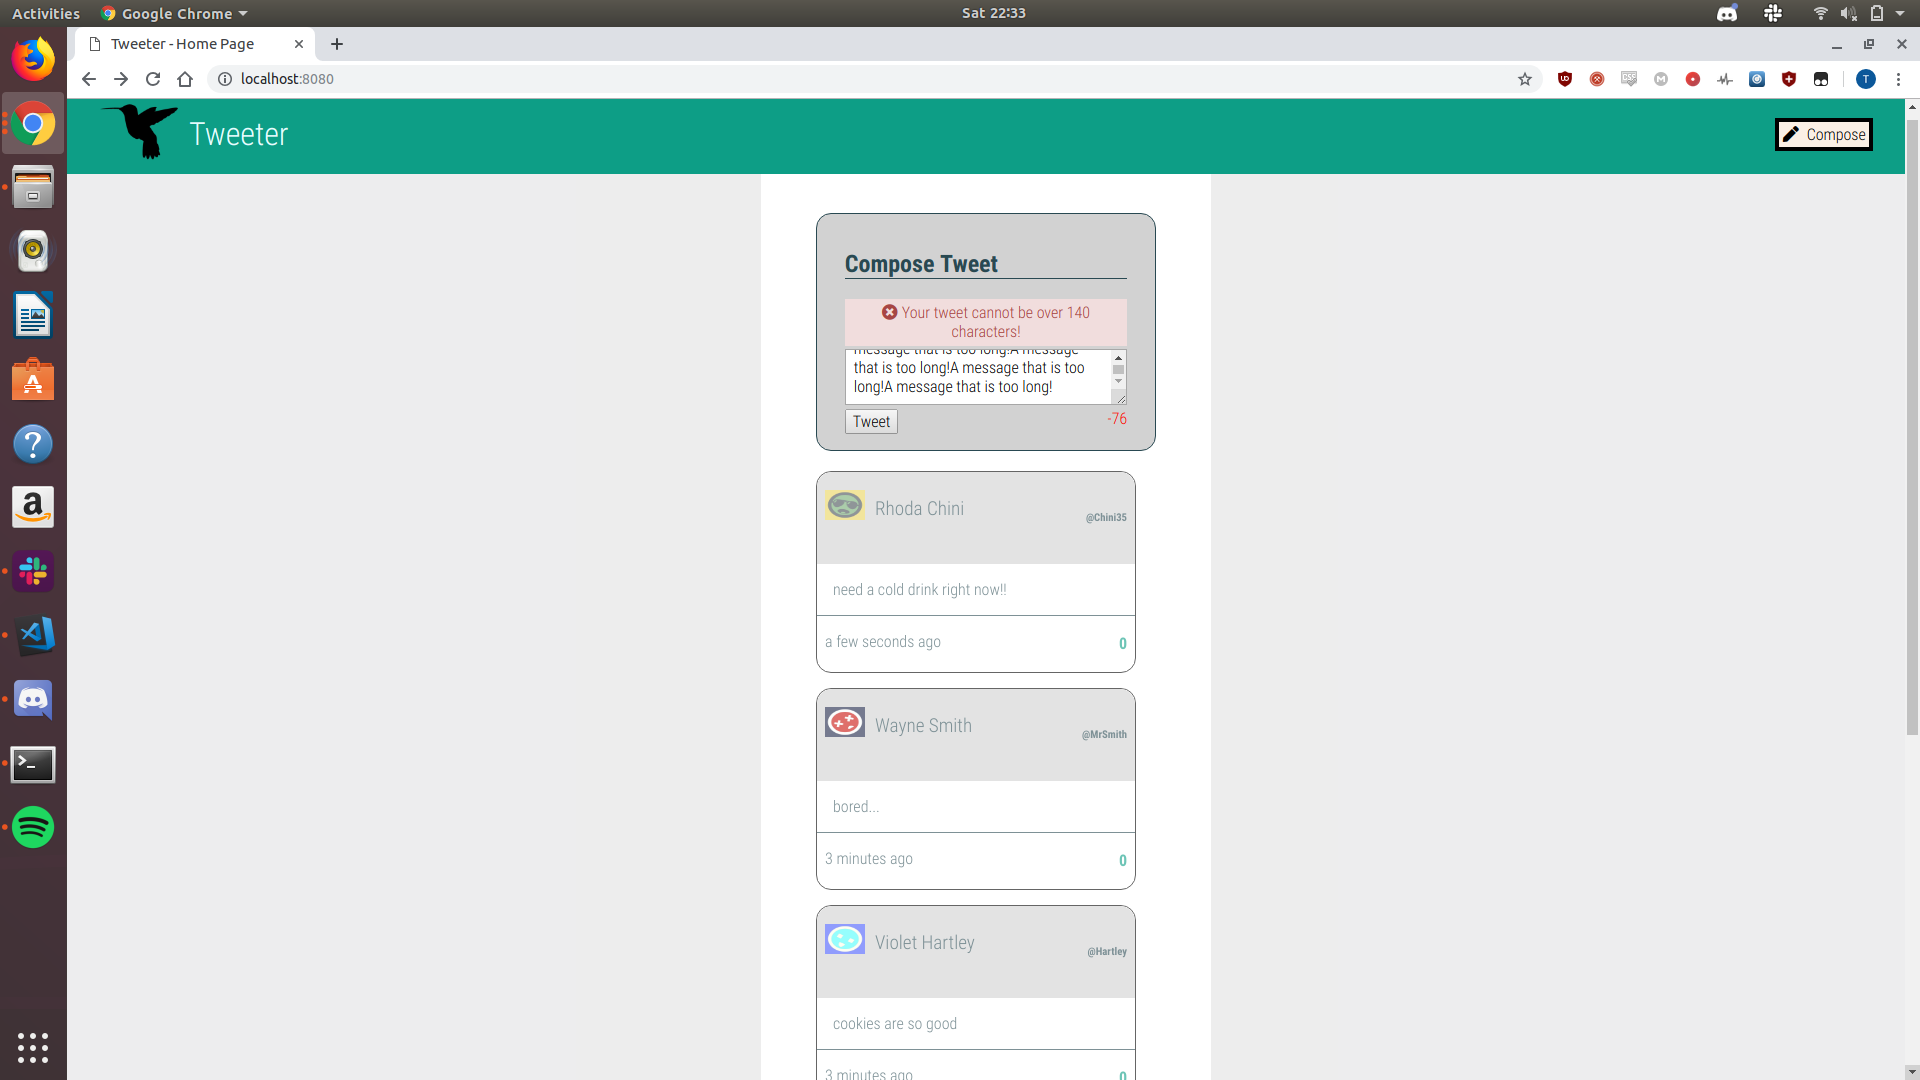 Activities
Google Chrome
Sat 22:33
Tweeter - Home Page
localhost:8080
Tweeter
Compose
Compose Tweet
Your tweet cannot be over 140
characters!
message that is too long!A message
that is too long!A message that is too
long!A message that is too long!
Tweet
-76
Rhoda Chini
@Chini35
need a cold drink right now!!
a few seconds ago
0
Wayne Smith
@MrSmith
bored...
3 minutes ago
0
Violet Hartley
@Hartley
cookies are so good
3 minutes ago
0